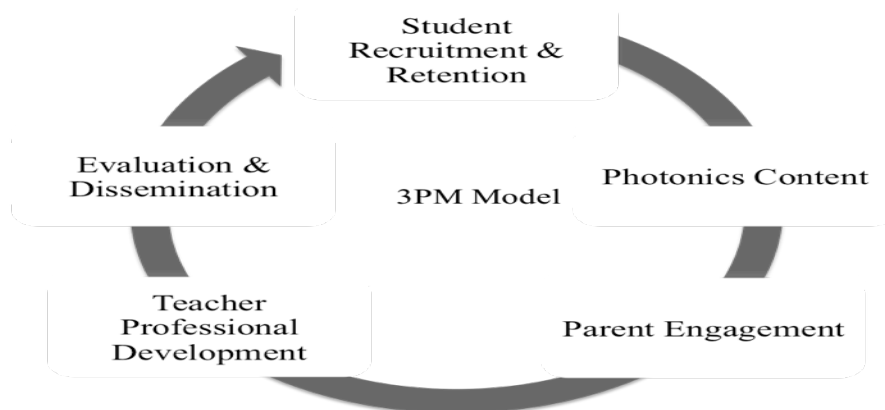 Student
Recruitment &
Retention
Evaluation &
Dissemination
3PM Model
Photonics Content
Teacher
Professional
Development
Parent Engagement